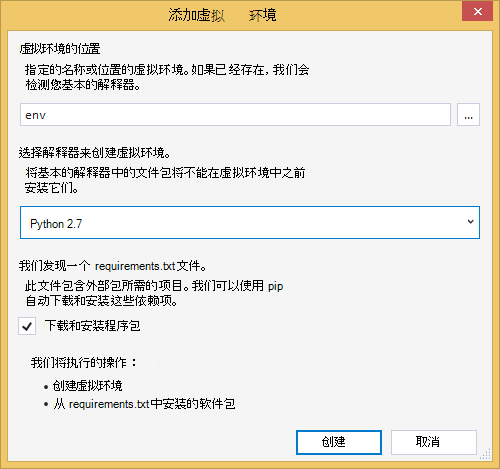 添加虚拟 环境
虚拟环境的位置
指定的名称或位置的虚拟环境。如果已经存在，我们会
检测您基本的解释器。
env
...
选择解释器来创建虚拟环境。
将基本的解释器中的文件包将不能在虚拟环境中之前
安装它们。
Python 2.7
我们发现一个 requirements.txt文件。
此文件包含外部包所需的项目。我们可以使用 pip
自动下载和安装这些依赖项。
下载和安装程序包
我们将执行的操作：
• 创建虚拟环境
• 从 requirements.txt中安装的软件包
创建 取消